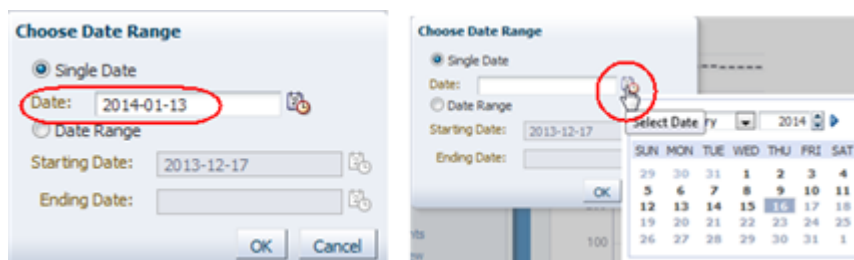 Choose Date Range
Single Date
Date: 2014-01-13
Date Range
Starting Date: 2013-12-17
Ending Date:
OK Cancel
Choose Date Range
Single Date
Date:
Date Range
Starting Date: 2013-12-17
Ending Date:
OK
Select Date ry 2014
SUN MON TUE WED THU FRI SAT
29 30 31 1 2 3 4
5 6 7 8 9 10 11
12 13 14 15 16 17 18
19 20 21 22 23 24 25
26 27 28 29 30 31 1
100